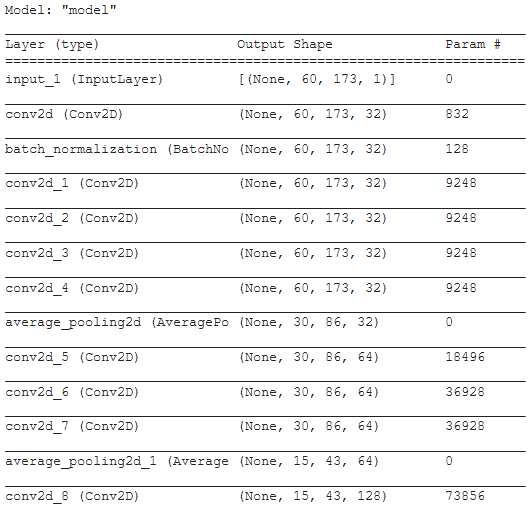 Model: "model"
Layer (type) Output Shape Param #
input_1 (InputLayer) [(None, 60, 173, 1)] 0
conv2d (Conv2D) (None, 60, 173, 32) 832
batch_normalization (BatchNo (None, 60, 173, 32) 128
conv2d_1 (Conv2D) (None, 60, 173, 32) 9248
conv2d_2 (Conv2D) (None, 60, 173, 32) 9248
conv2d_3 (Conv2D) (None, 60, 173, 32) 9248
conv2d_4 (Conv2D) (None, 60, 173, 32) 9248
average_pooling2d (AveragePo (None, 30, 86, 32) 0
conv2d_5 (Conv2D) (None, 30, 86, 64) 18496
conv2d_6 (Conv2D) (None, 30, 86, 64) 36928
conv2d_7 (Conv2D) (None, 30, 86, 64) 36928
average_pooling2d_1 (Average (None, 15, 43, 64) 0
conv2d_8 (Conv2D) (None, 15, 43, 128) 73856